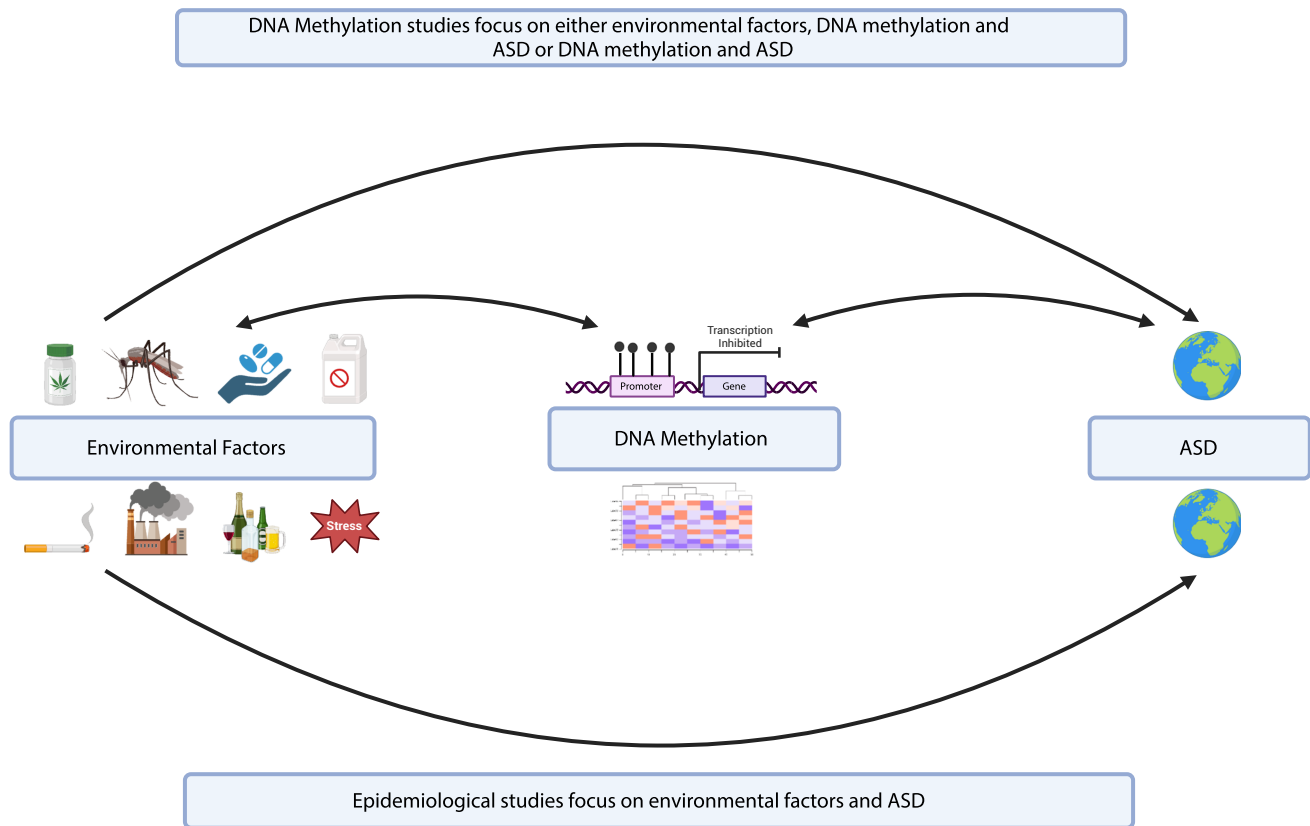 DNA Methylation studies focus on either environmental factors, DNA methylation and
ASD or DNA methylation and ASD
Transcription
Inhibited
Promoter
Gene
Environmental Factors
DNA Methylation
ASD
Stress
Epidemiological studies focus on environmental factors and ASD